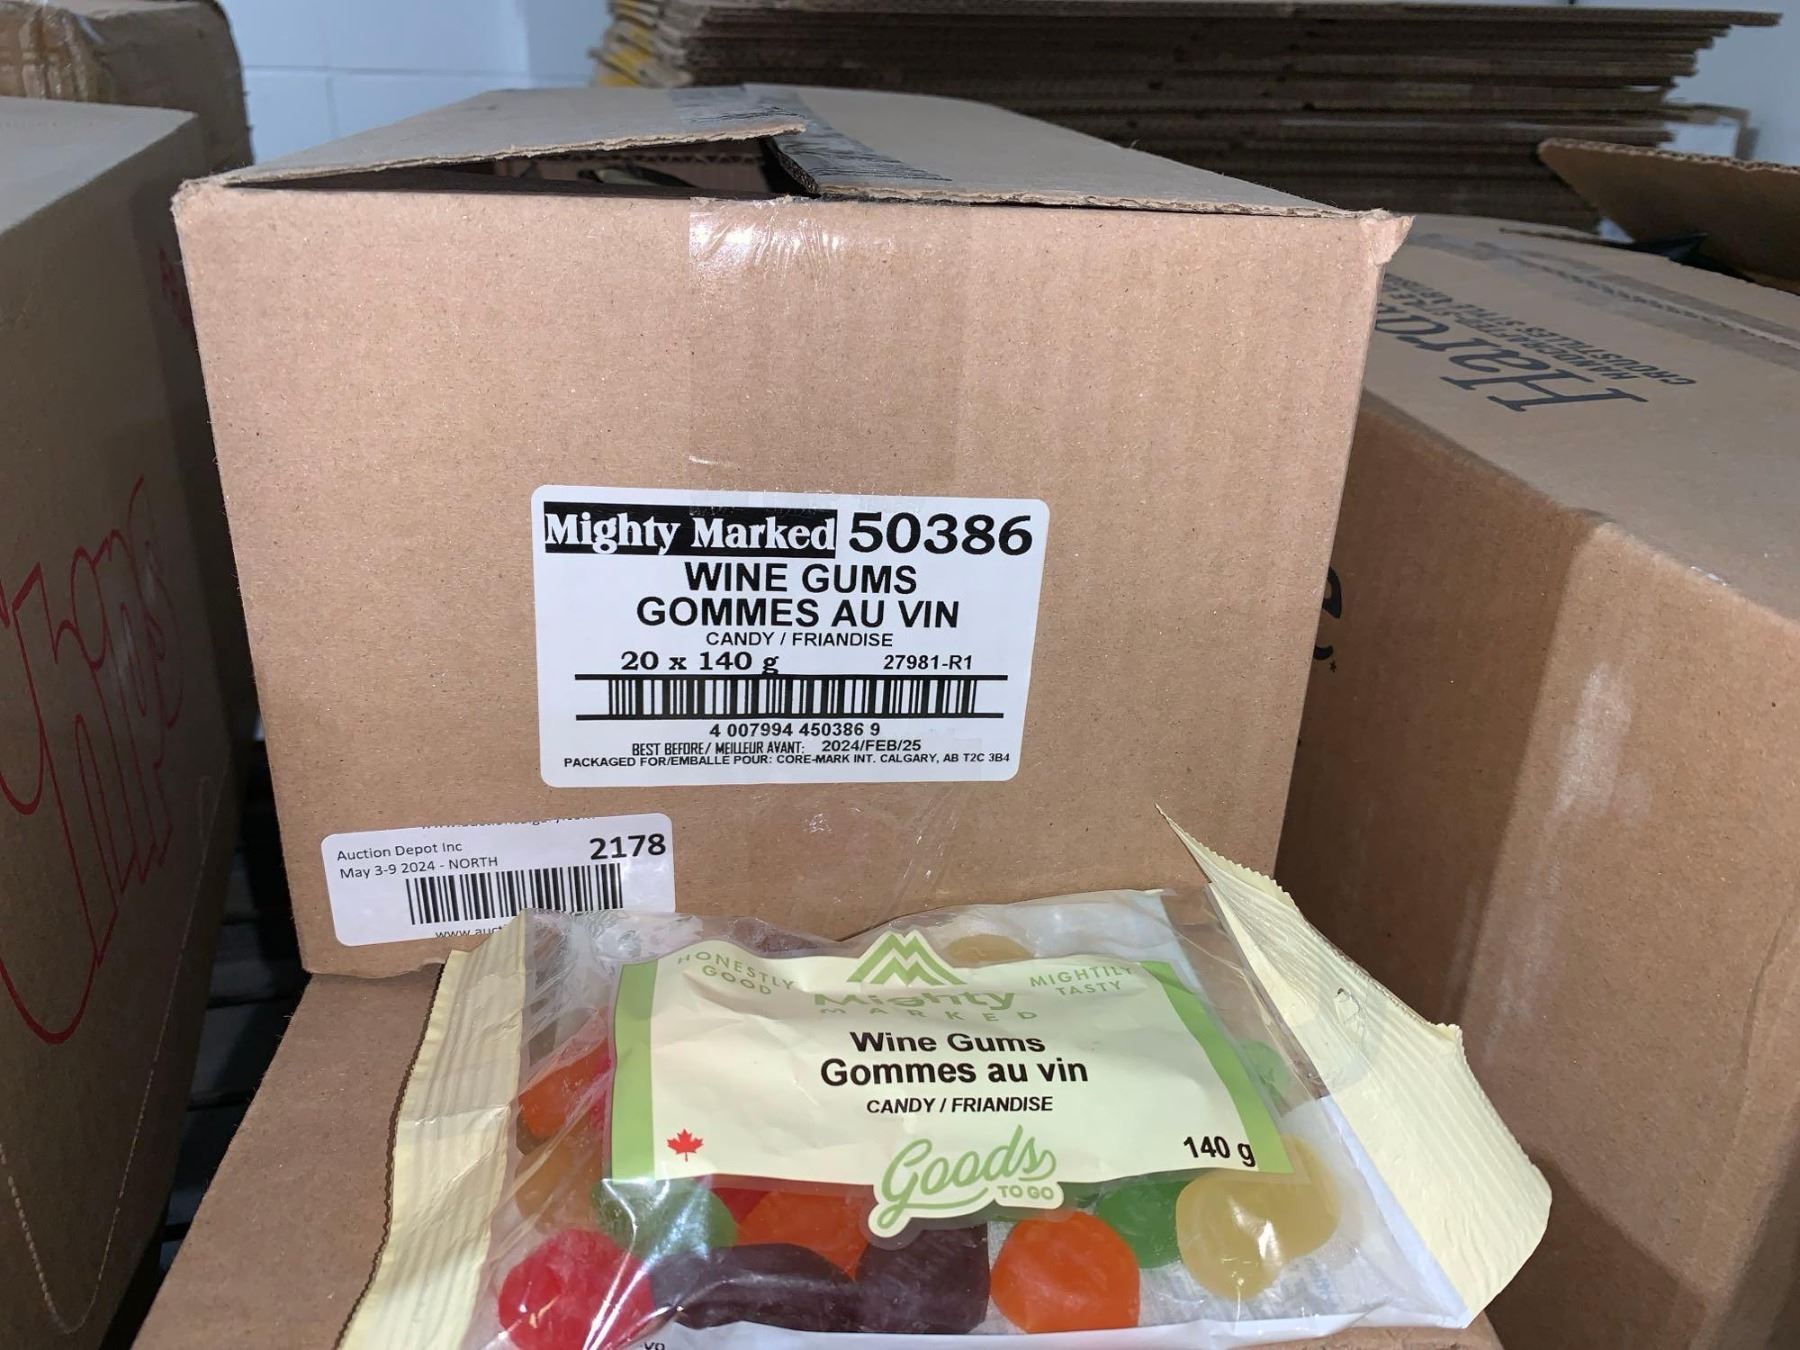 Mighty Marked 50386
WINE GUMS
GOMMES AU VIN
CANDY / FRIANDISE
20 x 140 g 27981-R1
4 007994 450386 9
BEST BEFORE/ MEILLEUR AVANT: 2024/FEB/25
PACKAGED FOR/EMBALLE POUR: CORE-MARK INT. CALGARY, AB T2C 3B4
Auction Depot Inc 2178
May 3-9 2024 - NORTH
HONESTLY
GOOD
MIGHTILY
TASTY
Mighty
MARKED
Wine Gums
Gommes au vin
CANDY / FRIANDISE
Goods
TO GO
140 g